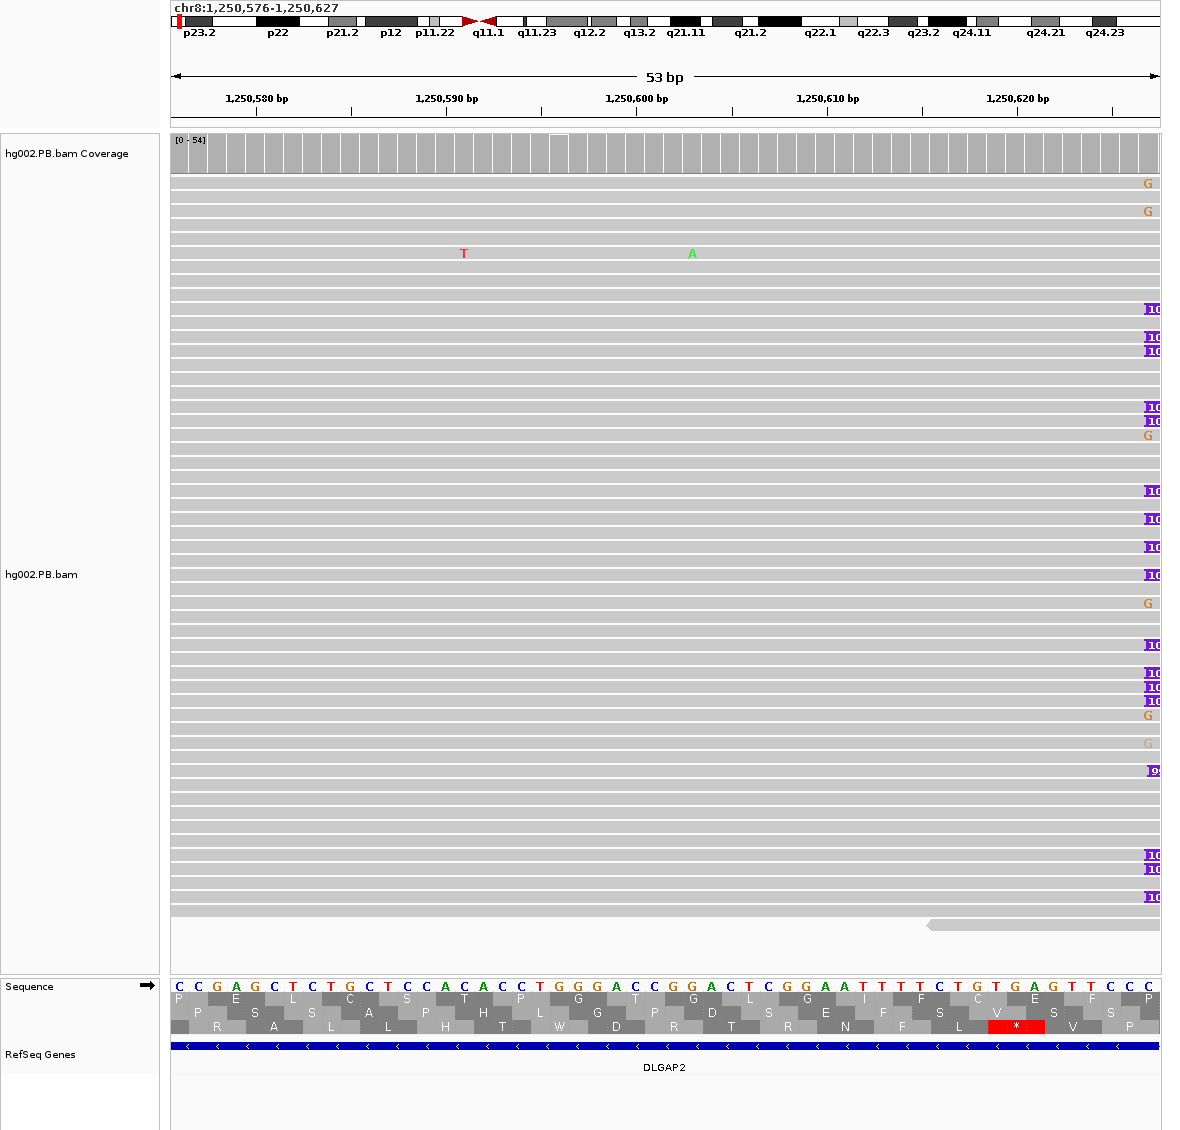 chr8:1,250,576-1,250,627
p23.2 p22 p21.2 p12 p11.22 q11.1 q11.23 q12.2 q13.2 q21.11 q21.2 q22.1 q22.3 q23.2 q24.11 q24.21 q24.23
53 bp
1,250,580 bp 1,250,590 bp 1,250,600 bp 1,250,610 bp 1,250,620 bp
[0 - 54]
hg002.PB.bam Coverage
G
G
T A
10
10
10
10
10
G
10
10
10
hg002.PB.bam 10
G
10
10
10
10
G
G
9
10
10
10
Sequence C C G A G C T C T G C T C C A C A C C T G G G A C C G G A C T C G G A A T T T T C T G T G A G T T C C C
P E L C S T P G T G L G I F C E F P
P S S A P H L G P D S E F S V S S
R A L L H T W D R T R N F L * V P
RefSeq Genes
DLGAP2